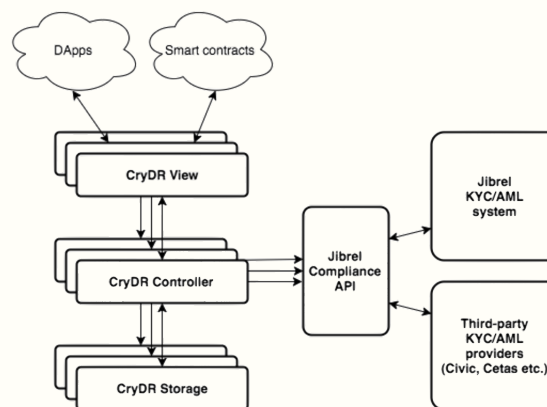 DApps
Smart contracts
CryDR View
CryDR Controller
CryDR Storage
Jibrel
Compliance
API
Jibrel
KYC/AML
system
Third-party
KYC/AML
providers
(Civic, Cetas etc.)